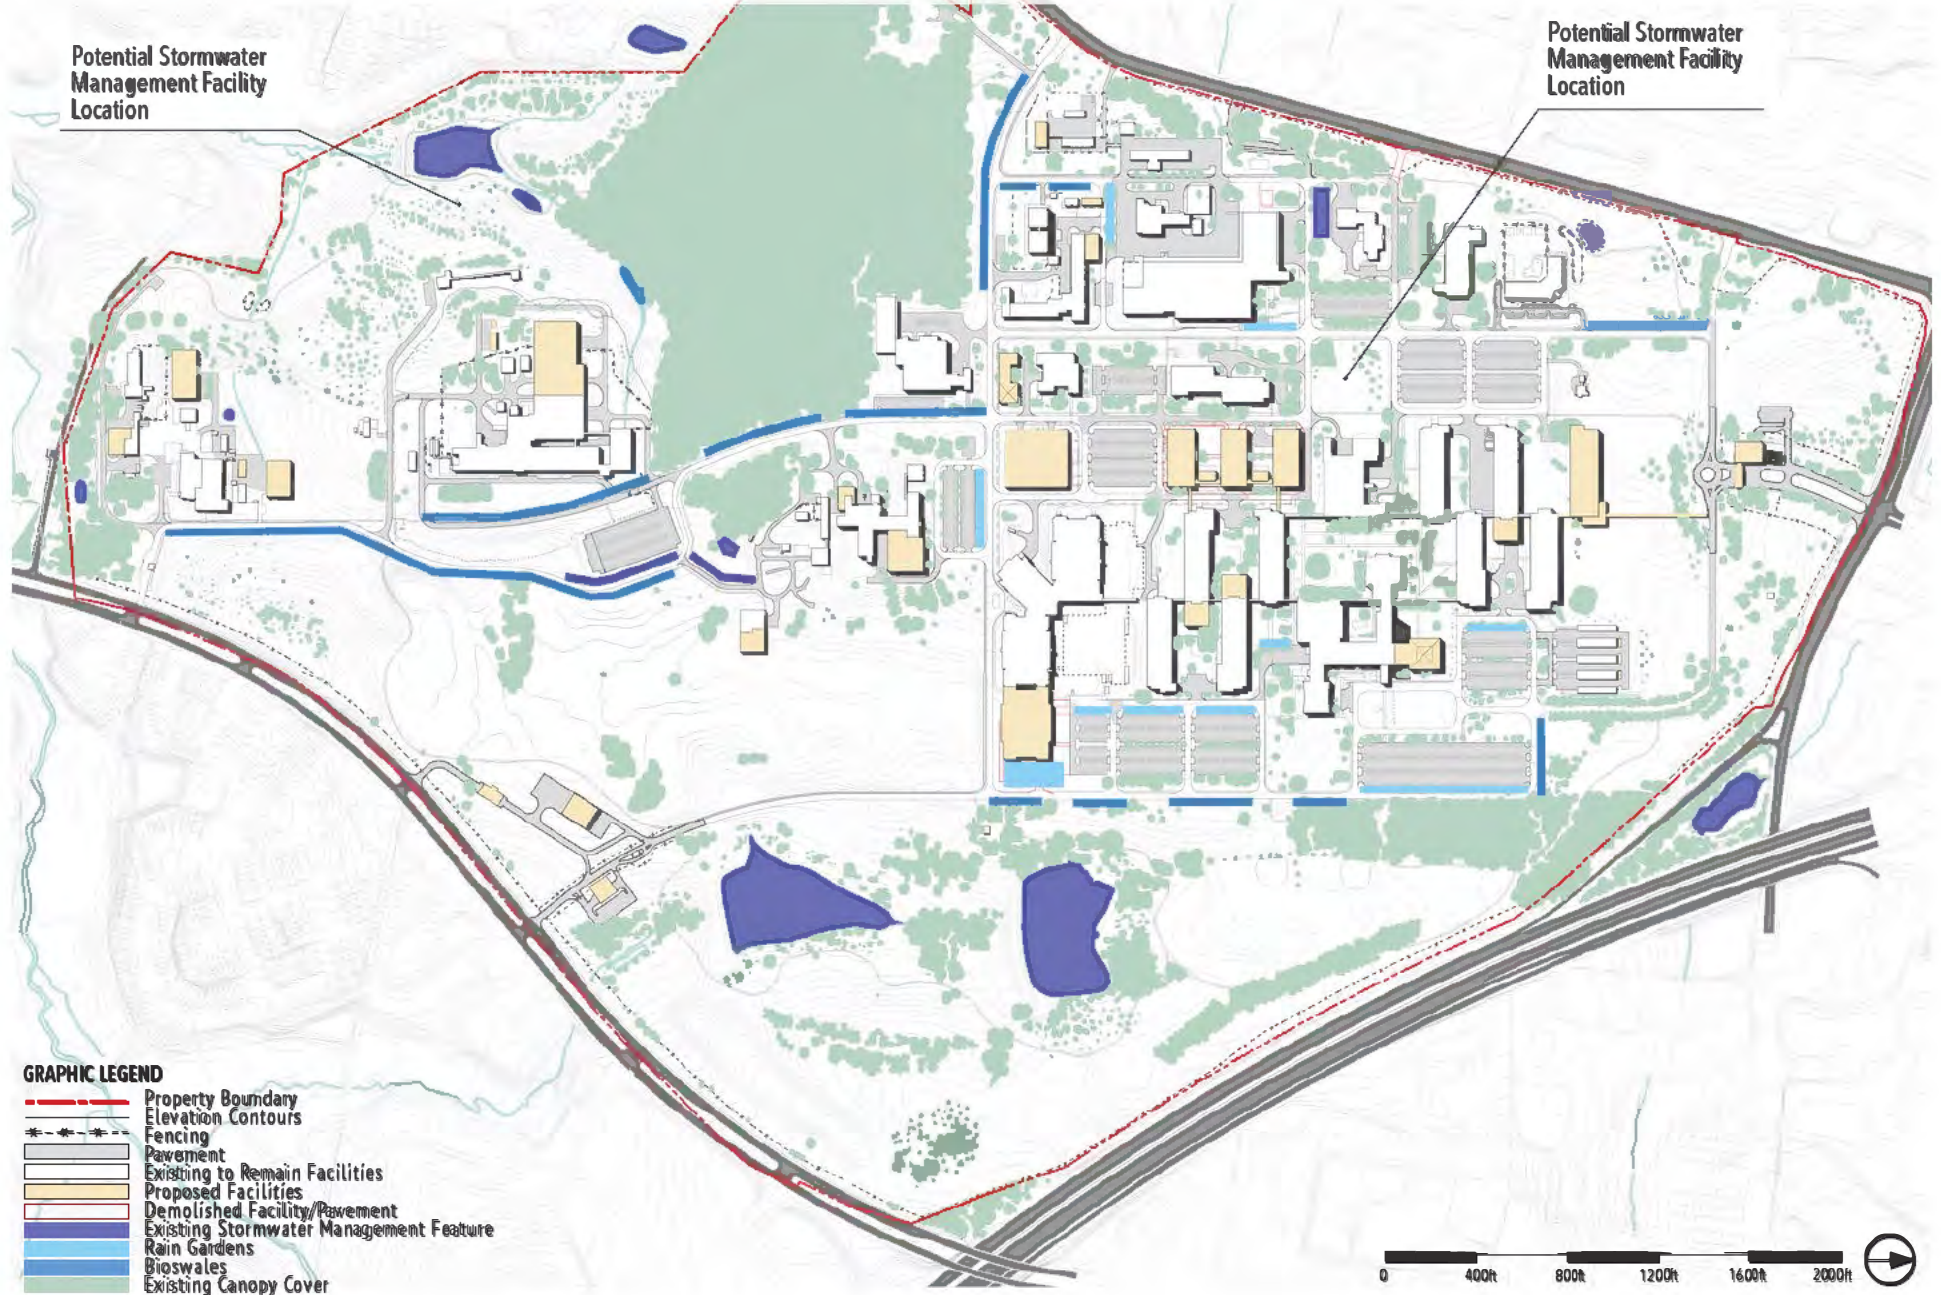 Potential Stormwater
Management Facility
Location
Potential Stormwater
Management Facility
Location
GRAPHIC LEGEND
Property Boundary
Elevation Contours
Fencing
Pavement
Existing to Remain Facilities
Proposed Facilities
Demolished Facility/Pavement
Existing Stormwater Management Feature
Rain Gardens
Bioswales
Existing Canopy Cover
0 400ft 800ft 1200ft 1600ft 2000ft